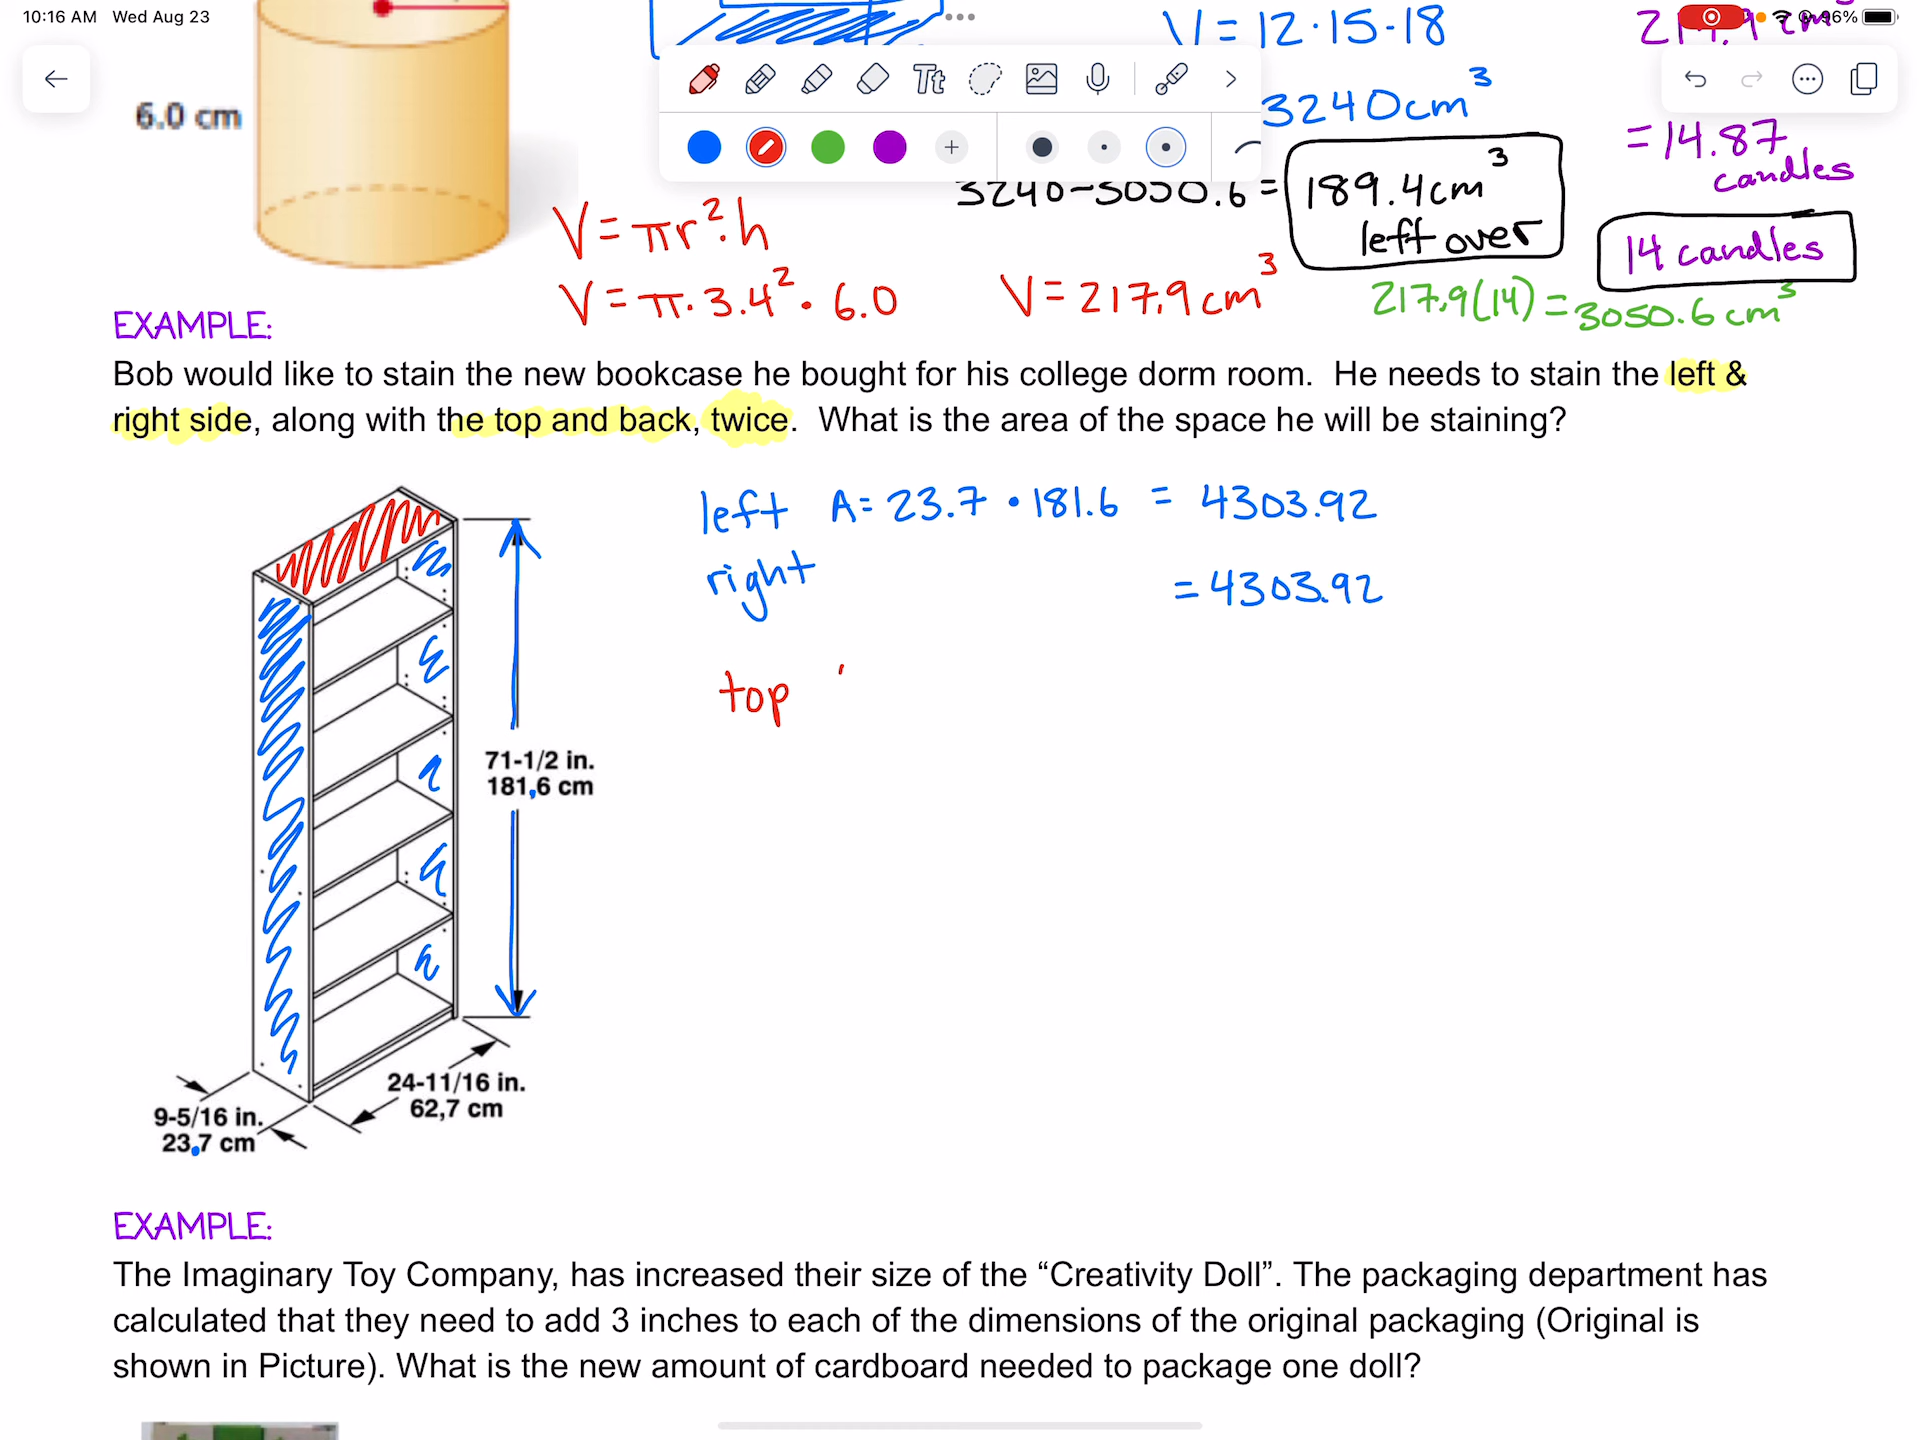 10:16 AM Wed Aug 23
96%
6.0 cm
V = 12·15-18
3240cm³
= 14.87
candles
3240-3050.6 = 189.4cm³
left over
14 candles
V = πr²·h
V = π·3.4²·6.0
V = 217.9cm³
217.9(14) = 3050.6cm³
EXAMPLE:
Bob would like to stain the new bookcase he bought for his college dorm room. He needs to stain the left &
right side, along with the top and back, twice. What is the area of the space he will be staining?
left A = 23.7 · 181.6 = 4303.92
right = 4303.92
top
71-1/2 in.
181,6 cm
24-11/16 in.
62,7 cm
9-5/16 in.
23,7 cm
EXAMPLE:
The Imaginary Toy Company, has increased their size of the “Creativity Doll”. The packaging department has
calculated that they need to add 3 inches to each of the dimensions of the original packaging (Original is
shown in Picture). What is the new amount of cardboard needed to package one doll?